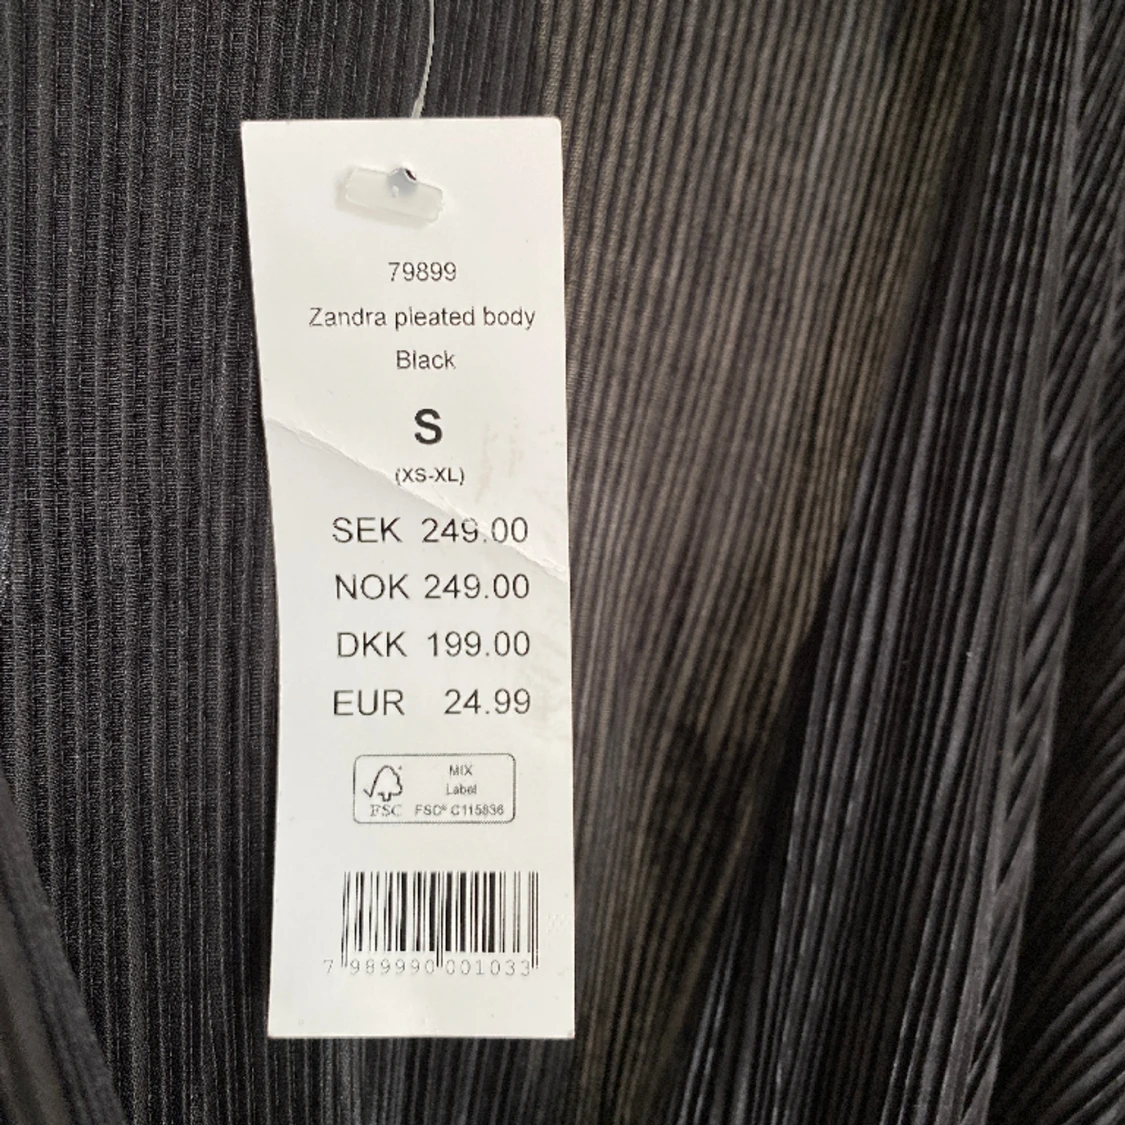 79899
Zandra pleated body
Black
S
(XS-XL)
SEK 249.00
NOK 249.00
DKK 199.00
EUR 24.99
MIX
Label
FSC FSC® C115836
7 989990 001033